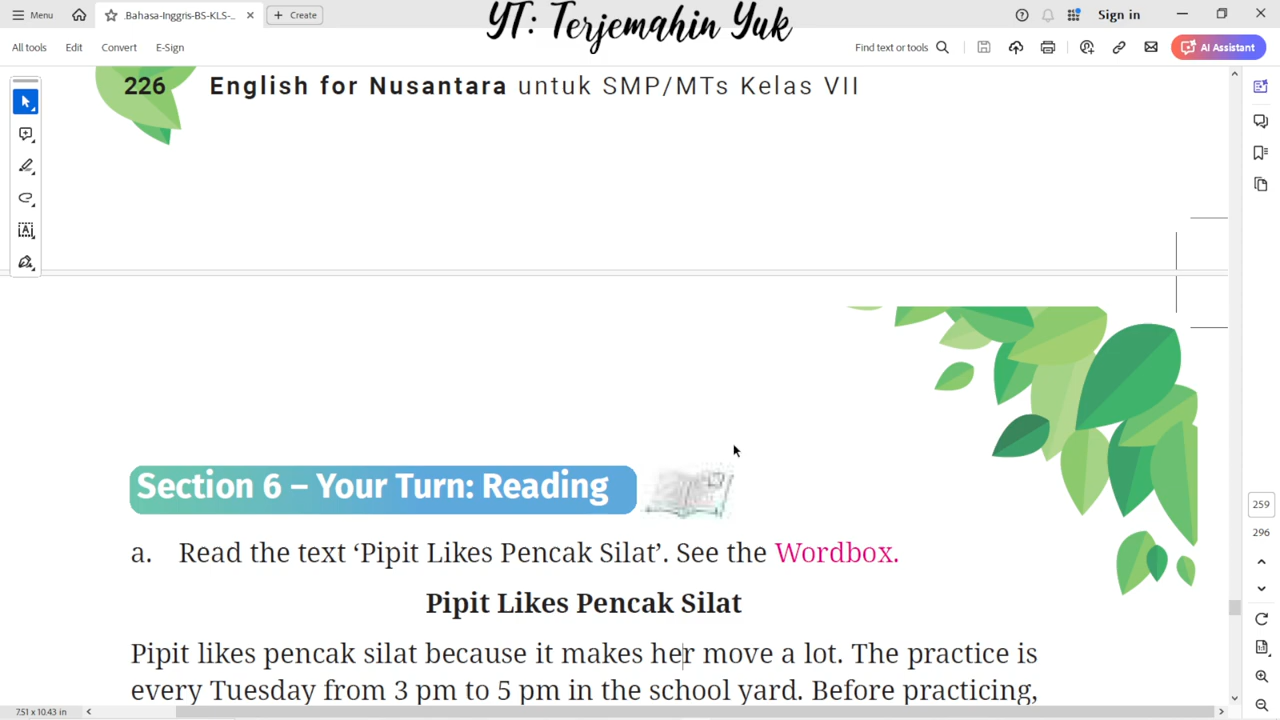 Menu
.Bahasa-Inggris-BS-KLS-...
Create
YT: Terjemahin Yuk
Sign in
All tools
Edit
Convert
E-Sign
Find text or tools
AI Assistant
226 English for Nusantara untuk SMP/MTs Kelas VII
Section 6 – Your Turn: Reading
a. Read the text ‘Pipit Likes Pencak Silat’. See the Wordbox.
Pipit Likes Pencak Silat
Pipit likes pencak silat because it makes her move a lot. The practice is
every Tuesday from 3 pm to 5 pm in the school yard. Before practicing,
259
296
7.51 x 10.43 in